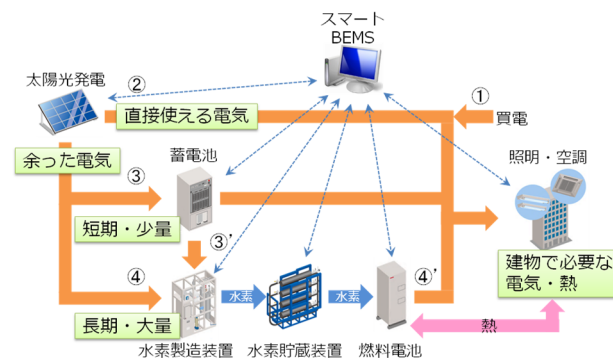 スマート
BEMS
太陽光発電
②
①
直接使える電気
買電
余った電気
蓄電池
照明・空調
③
短期・少量
③’
④
④’
建物で必要な
電気・熱
水素
水素
長期・大量
熱
水素製造装置
水素貯蔵装置
燃料電池